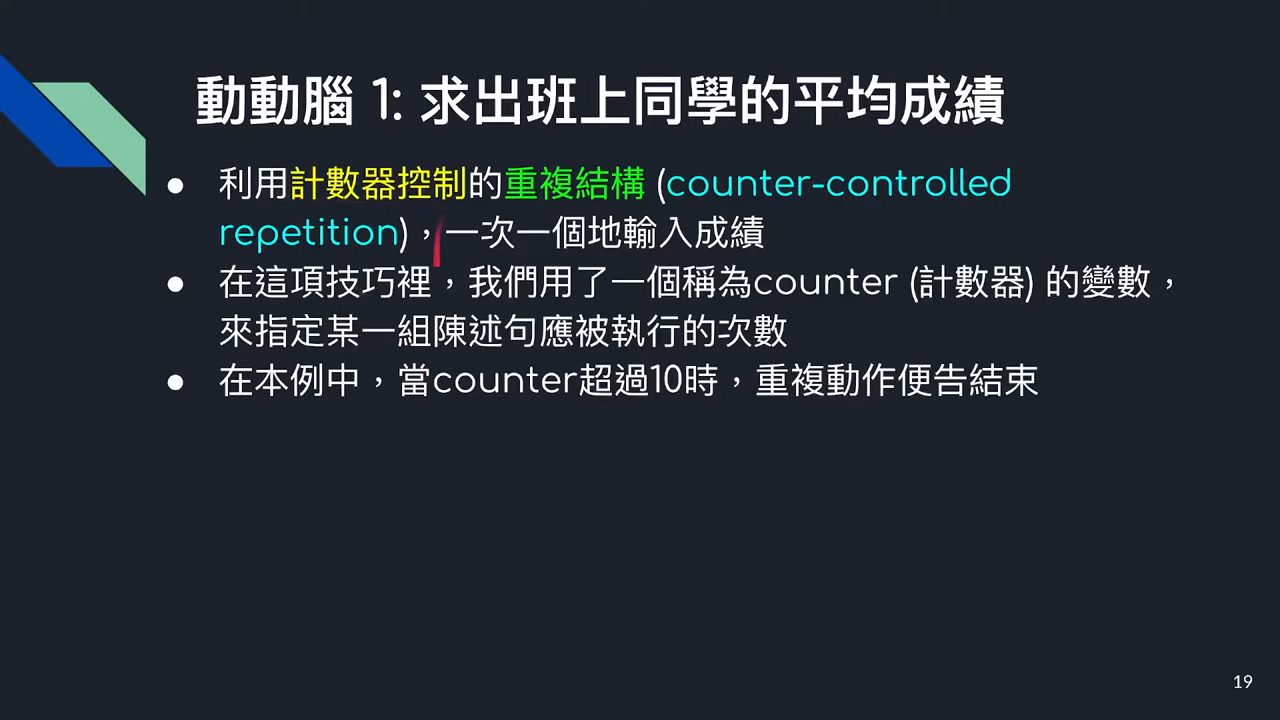 動動腦 1: 求出班上同學的平均成績
● 利用計數器控制的重複結構 (counter-controlled
repetition),一次一個地輸入成績
● 在這項技巧裡,我們用了一個稱為counter (計數器) 的變數,
來指定某一組陳述句應被執行的次數
● 在本例中,當counter超過10時,重複動作便告結束
19